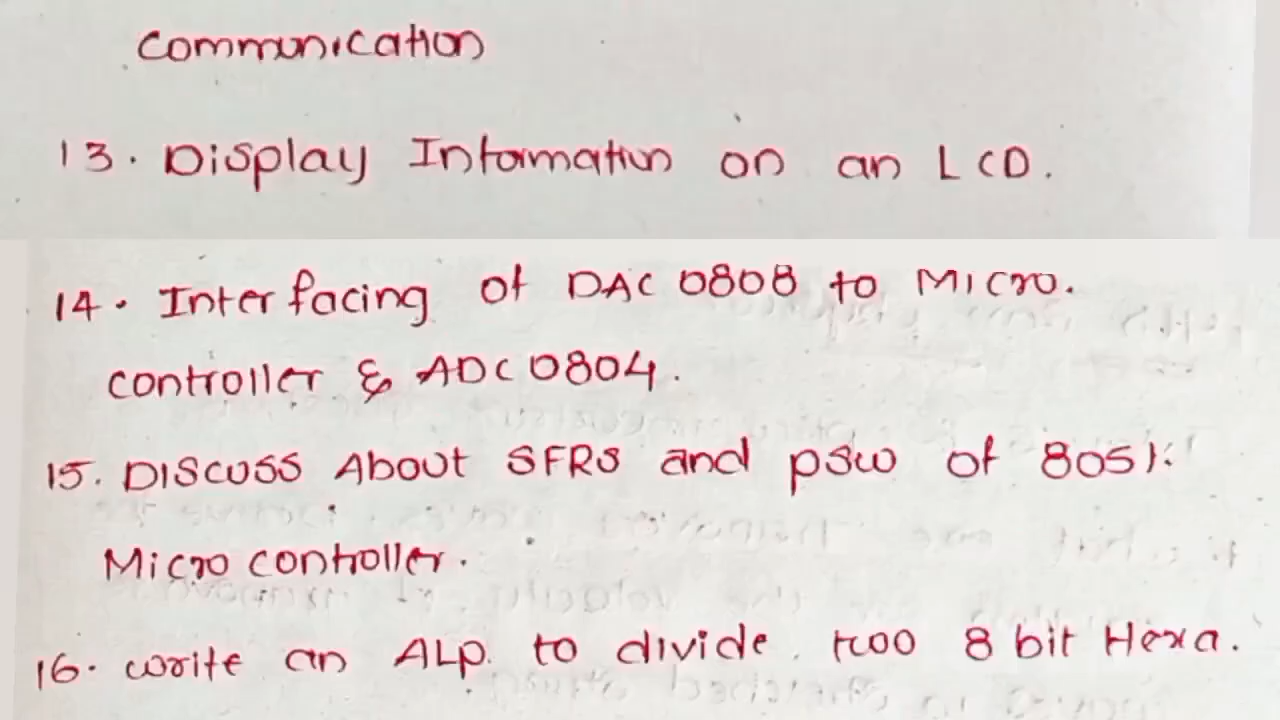 Communication
13. Display Information on an LCD.
14. Interfacing of DAC 0808 to Micro.
controller & ADC 0804.
15. Discuss About SFRS and PSW of 8051.
Micro controller.
16. write an ALP. to divide two 8 bit Hexa.